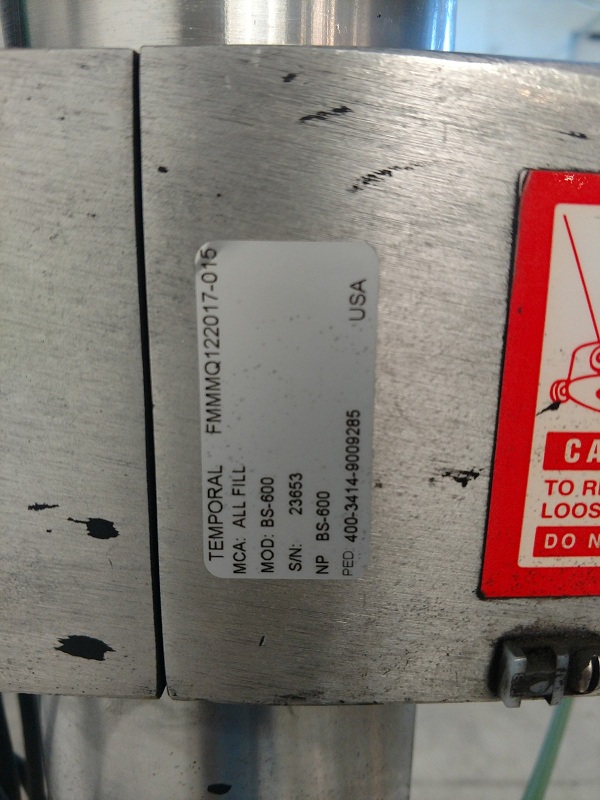 TEMPORAL FMMMQ122017-015
MCA: ALL FILL
MOD: BS-600
S/N: 23653
NP BS-600
PED: 400-3414-9009285 USA
TO
LOOS
DO